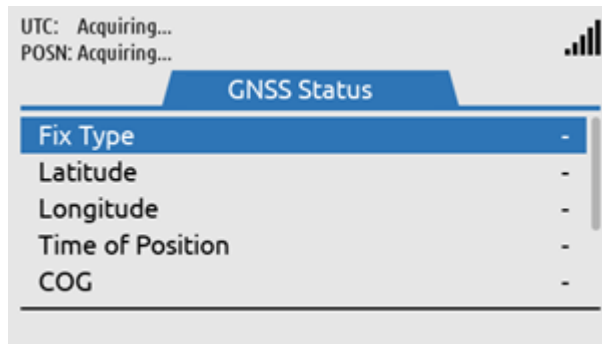 UTC: Acquiring...
POSN: Acquiring...
GNSS Status
Fix Type -
Latitude -
Longitude -
Time of Position -
COG -